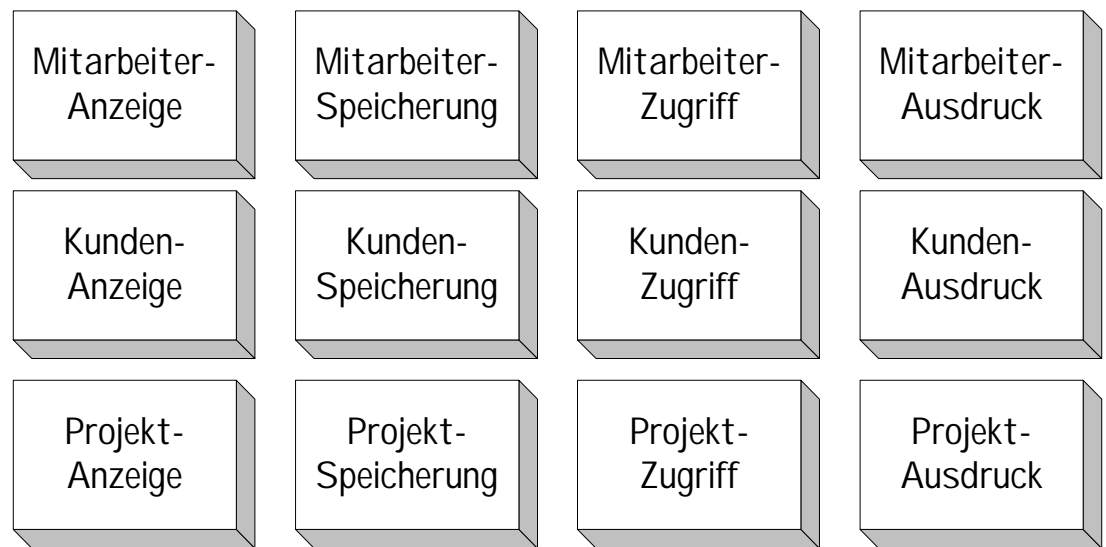 Mitarbeiter-
Anzeige
Mitarbeiter-
Speicherung
Mitarbeiter-
Zugriff
Mitarbeiter-
Ausdruck
Kunden-
Anzeige
Kunden-
Speicherung
Kunden-
Zugriff
Kunden-
Ausdruck
Projekt-
Anzeige
Projekt-
Speicherung
Projekt-
Zugriff
Projekt-
Ausdruck